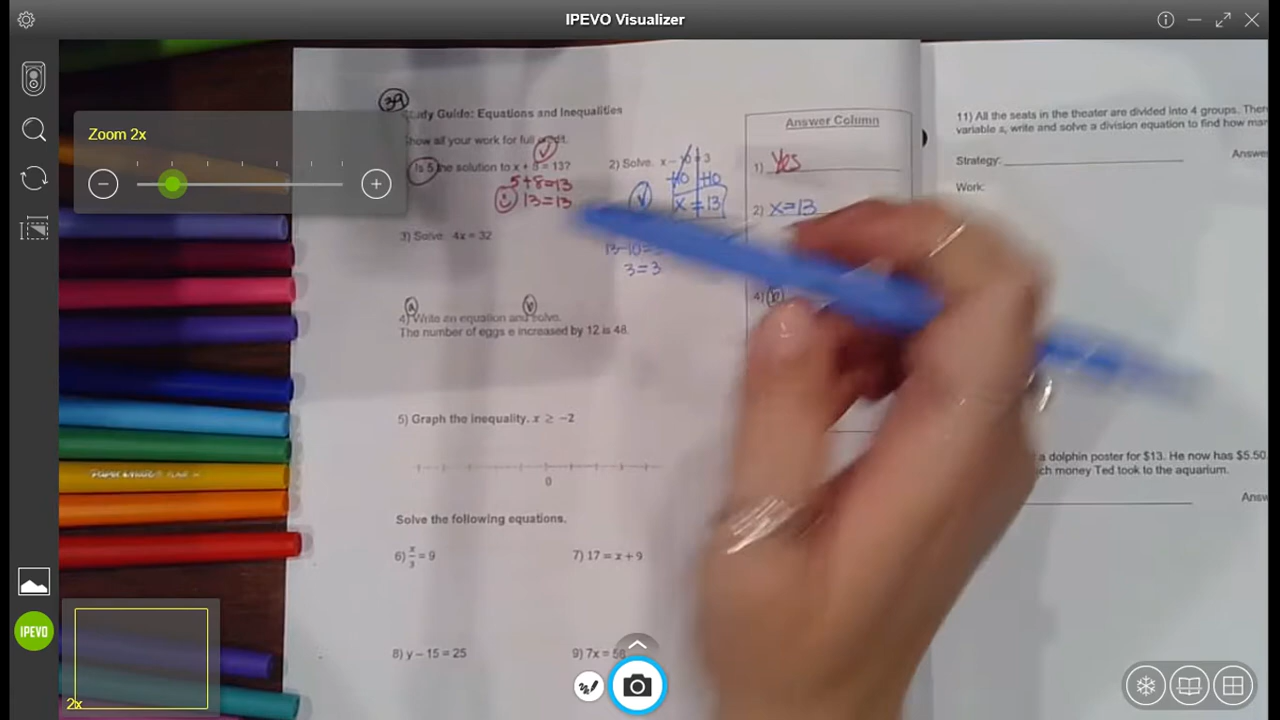 IPEVO Visualizer
Zoom 2x
39
Study Guide: Equations and Inequalities
Show all your work for full credit.
Is 5 the solution to x + 8 = 13?
5+8=13
13=13
2) Solve. x – 10 = 3
+10 +10
x = 13
13-10=3
3=3
3) Solve. 4x = 32
a b
4) Write an equation and solve.
The number of eggs e increased by 12 is 48.
5) Graph the inequality. x ≥ −2
0
Solve the following equations.
6) x/3 = 9
7) 17 = x + 9
8) y – 15 = 25
9) 7x = 56
Answer Column
1) Yes
2) x=13
4) b
11) All the seats in the theater are divided into 4 groups.
variable s, write and solve a division equation to find how
Strategy:
Work:
a dolphin poster for $13. He now has $5.50
money Ted took to the aquarium.
IPEVO
2x